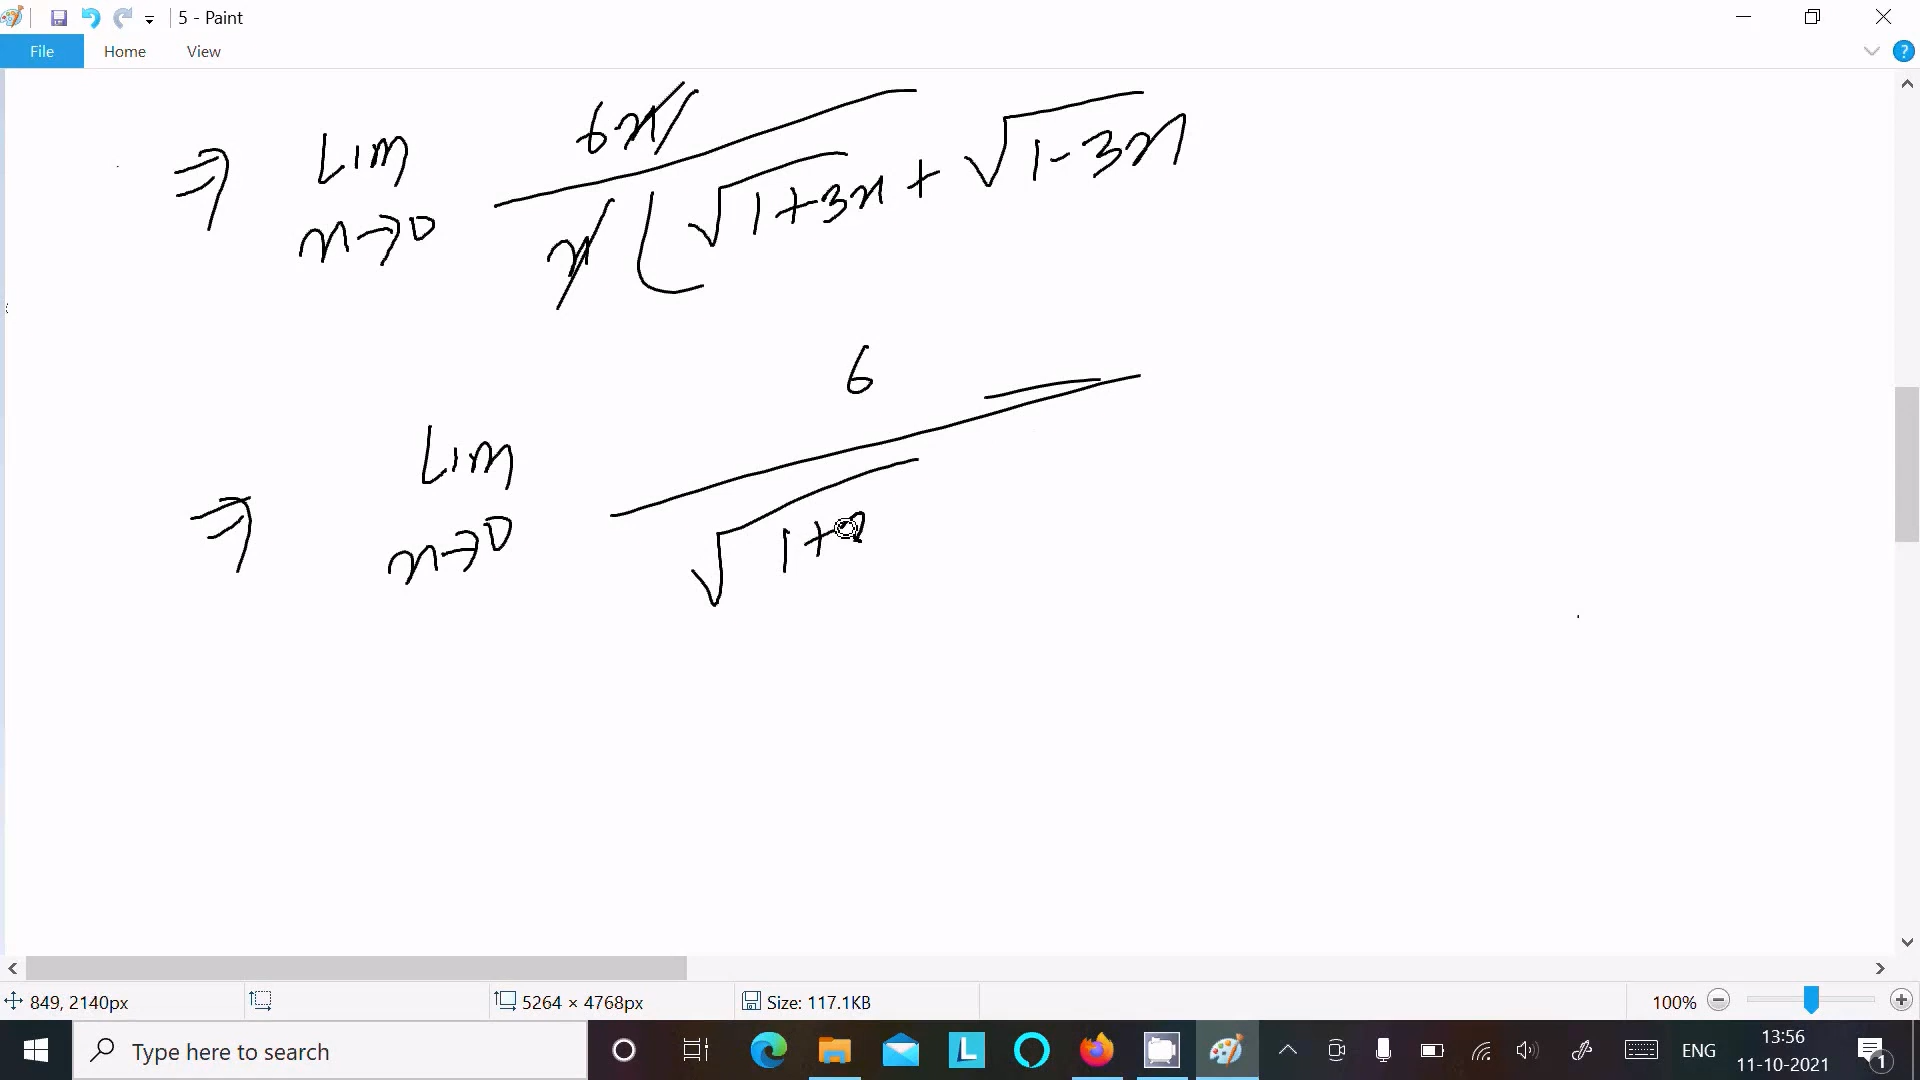 5 - Paint
File Home View
⇒ Lim 6x
x→0 x(√1+3x + √1-3x
6
⇒ Lim
x→0 √1+
849, 2140px 5264 × 4768px Size: 117.1KB 100%
Type here to search L ENG 13:56
11-10-2021 1